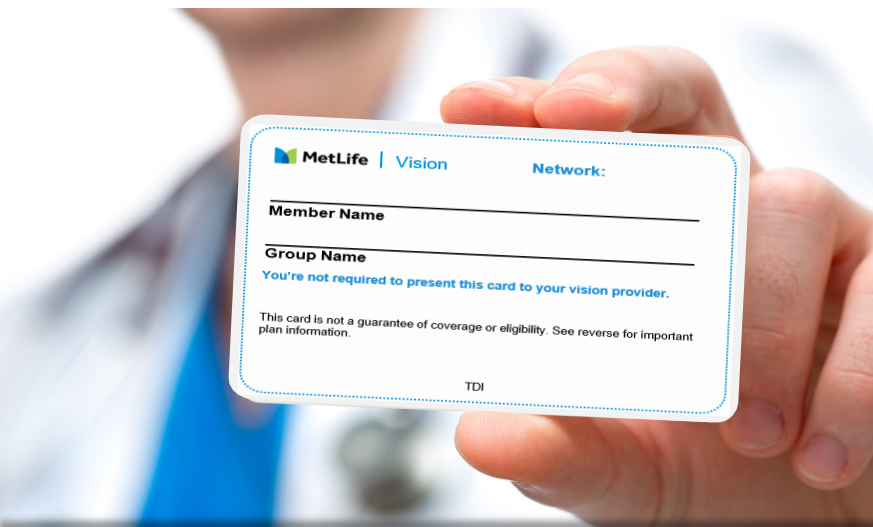 MetLife | Vision Network:
Member Name
Group Name
You're not required to present this card to your vision provider.
This card is not a guarantee of coverage or eligibility. See reverse for important
plan information.
TDI